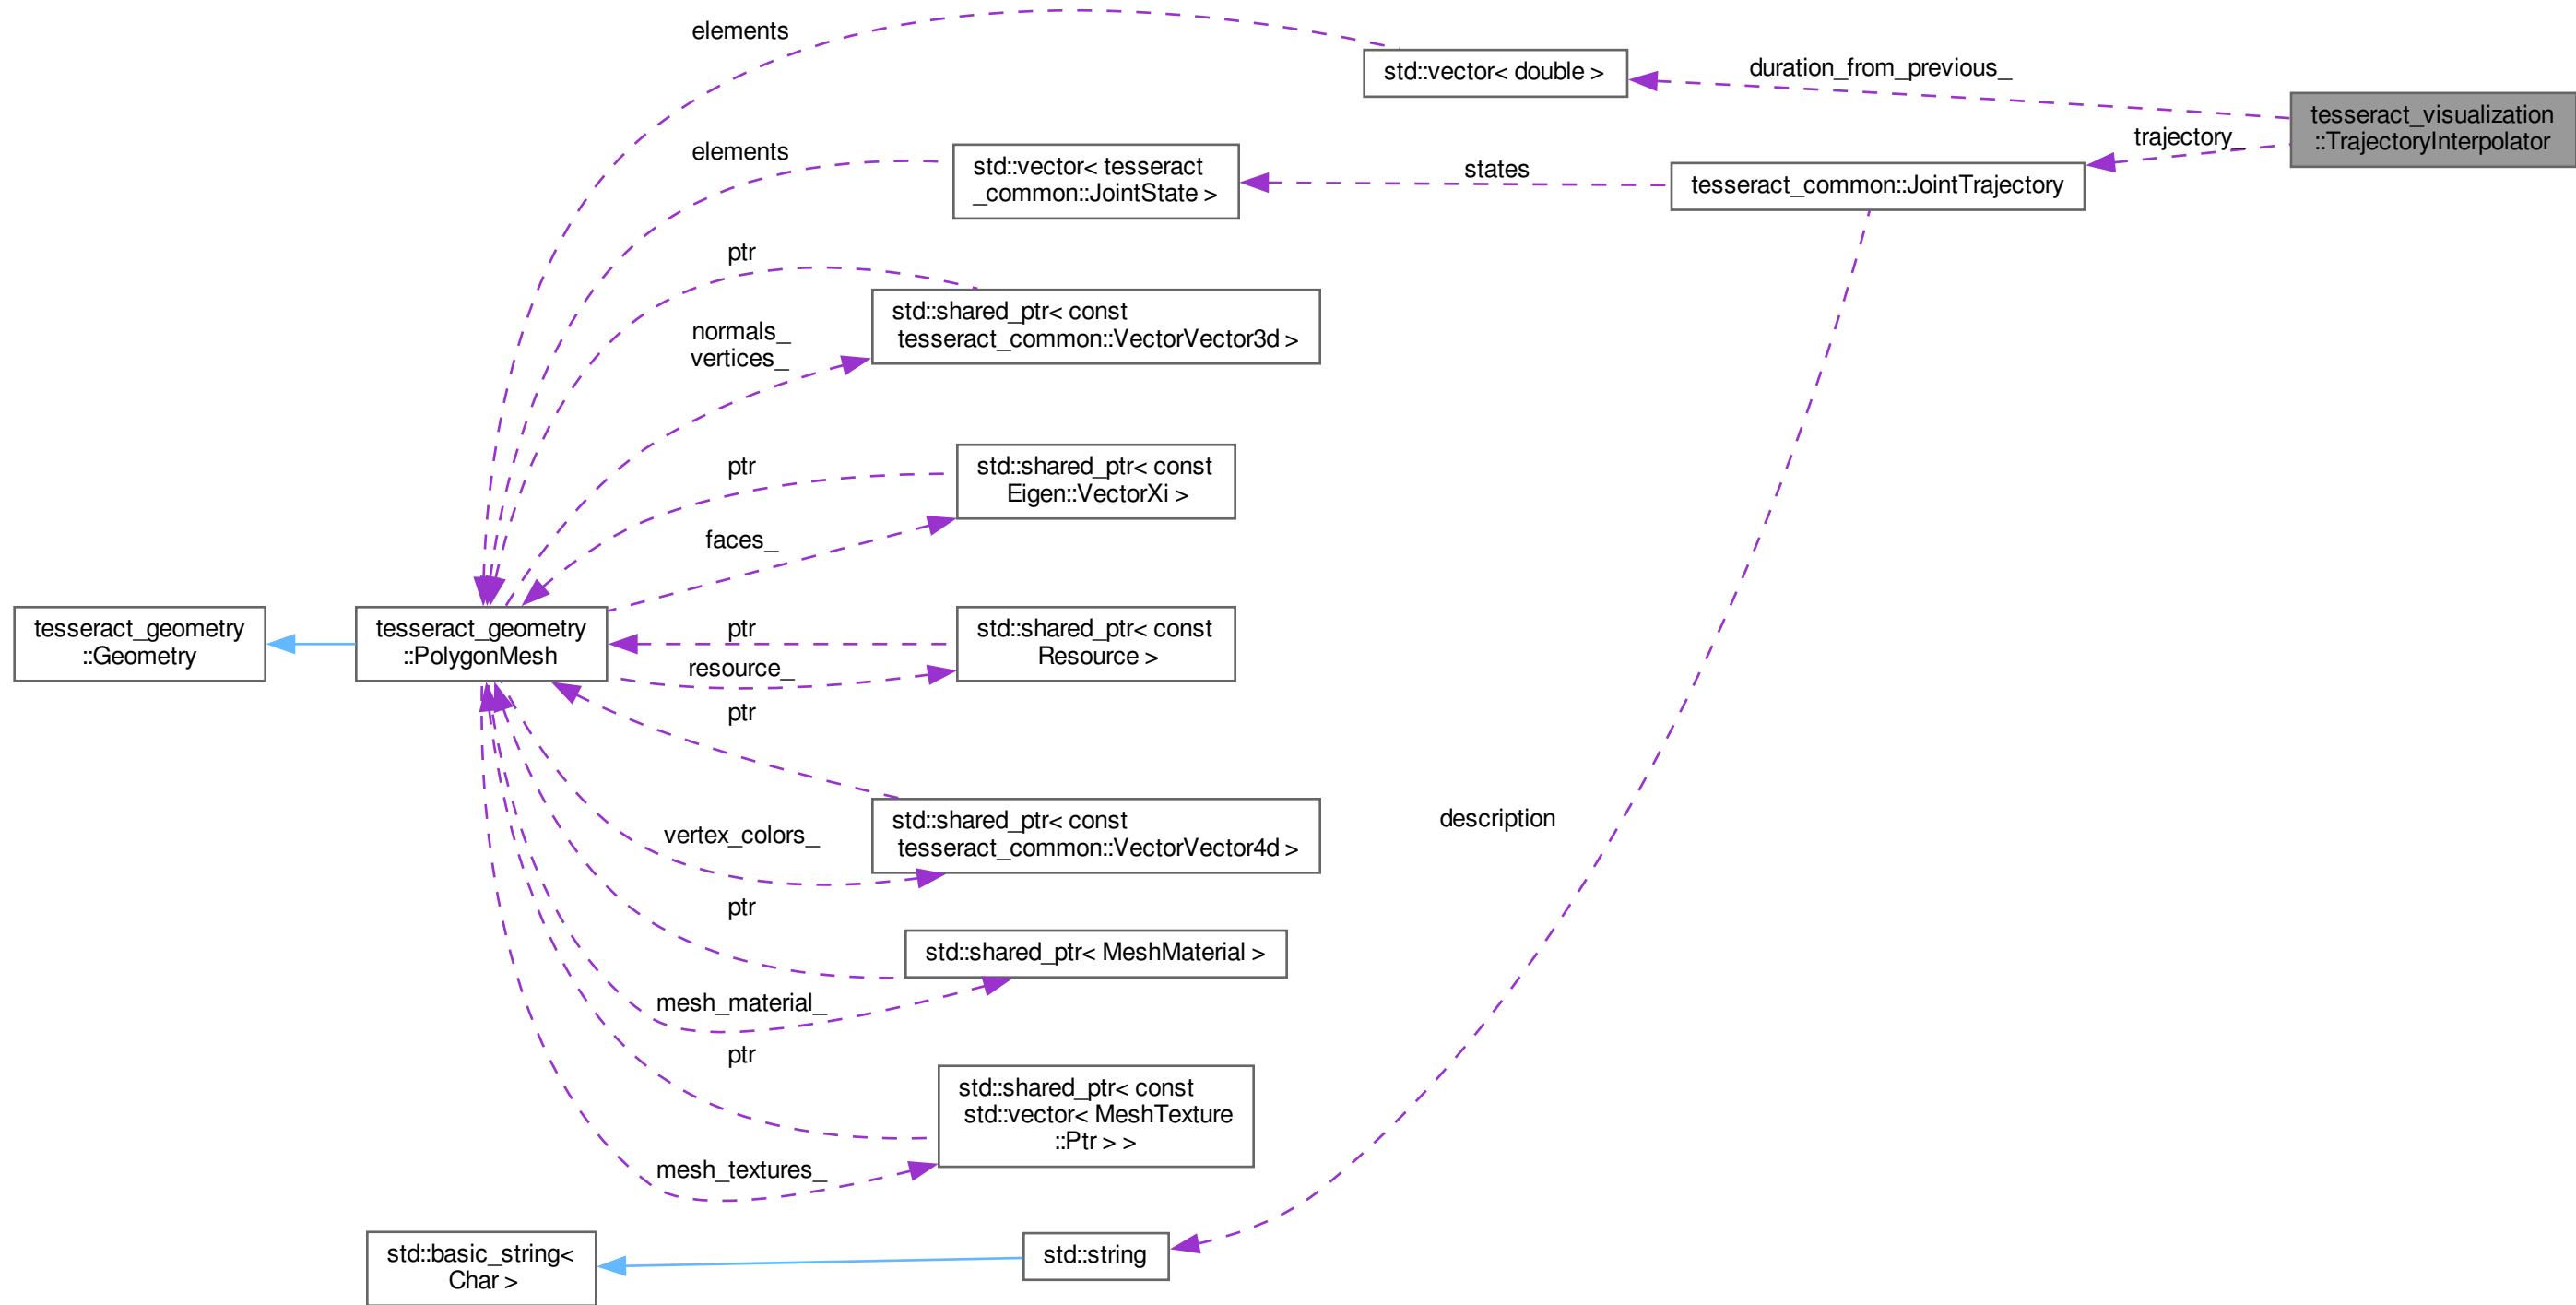 elements
std::vector< double >
duration_from_previous_
tesseract_visualization
::TrajectoryInterpolator
trajectory_
elements
std::vector< tesseract
_common::JointState >
states
tesseract_common::JointTrajectory
ptr
std::shared_ptr< const
tesseract_common::VectorVector3d >
normals_
vertices_
ptr
std::shared_ptr< const
Eigen::VectorXi >
faces_
tesseract_geometry
::Geometry
tesseract_geometry
::PolygonMesh
ptr
std::shared_ptr< const
Resource >
resource_
ptr
std::shared_ptr< const
tesseract_common::VectorVector4d >
vertex_colors_
description
ptr
std::shared_ptr< MeshMaterial >
mesh_material_
ptr
std::shared_ptr< const
std::vector< MeshTexture
::Ptr > >
mesh_textures_
std::basic_string<
Char >
std::string